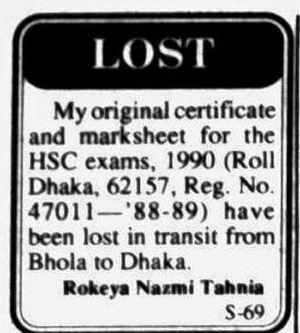 LOST
My original certificate
and marksheet for the
HSC exams, 1990 (Roll
Dhaka, 62157, Reg. No.
47011—'88-89) have
been lost in transit from
Bhola to Dhaka.
Rokeya Nazmi Tahnia
S-69